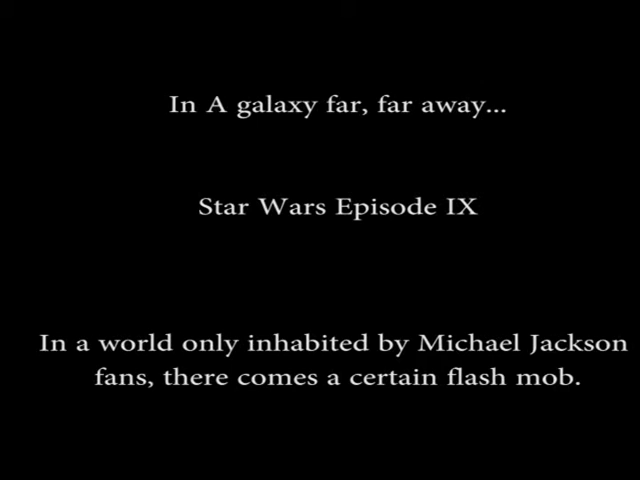 In A galaxy far, far away...
Star Wars Episode IX
In a world only inhabited by Michael Jackson
fans, there comes a certain flash mob.